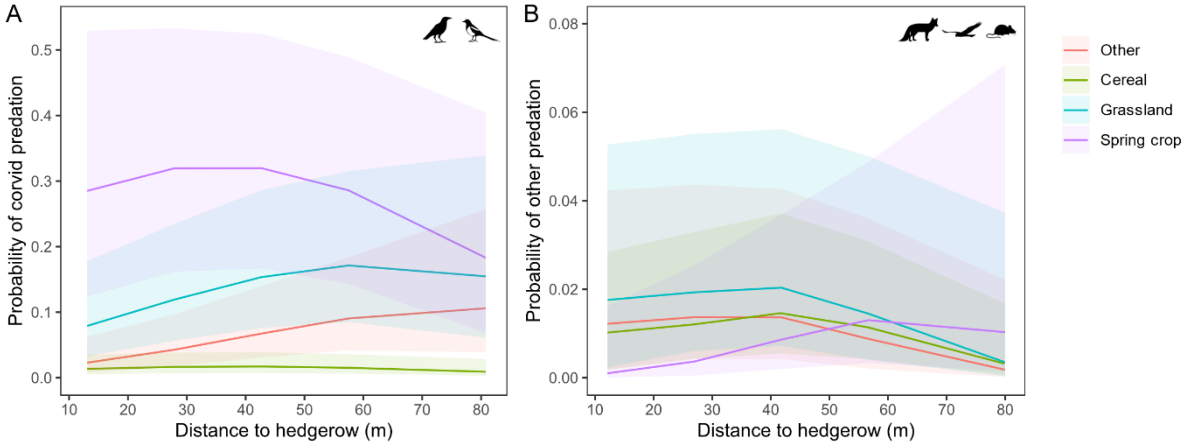 A
Probability of corvid predation
0.5
0.4
0.3
0.2
0.1
0.0
10 20 30 40 50 60 70 80
Distance to hedgerow (m)
B
Probability of other predation
0.08
0.06
0.04
0.02
0.00
10 20 30 40 50 60 70 80
Distance to hedgerow (m)
Other
Cereal
Grassland
Spring crop